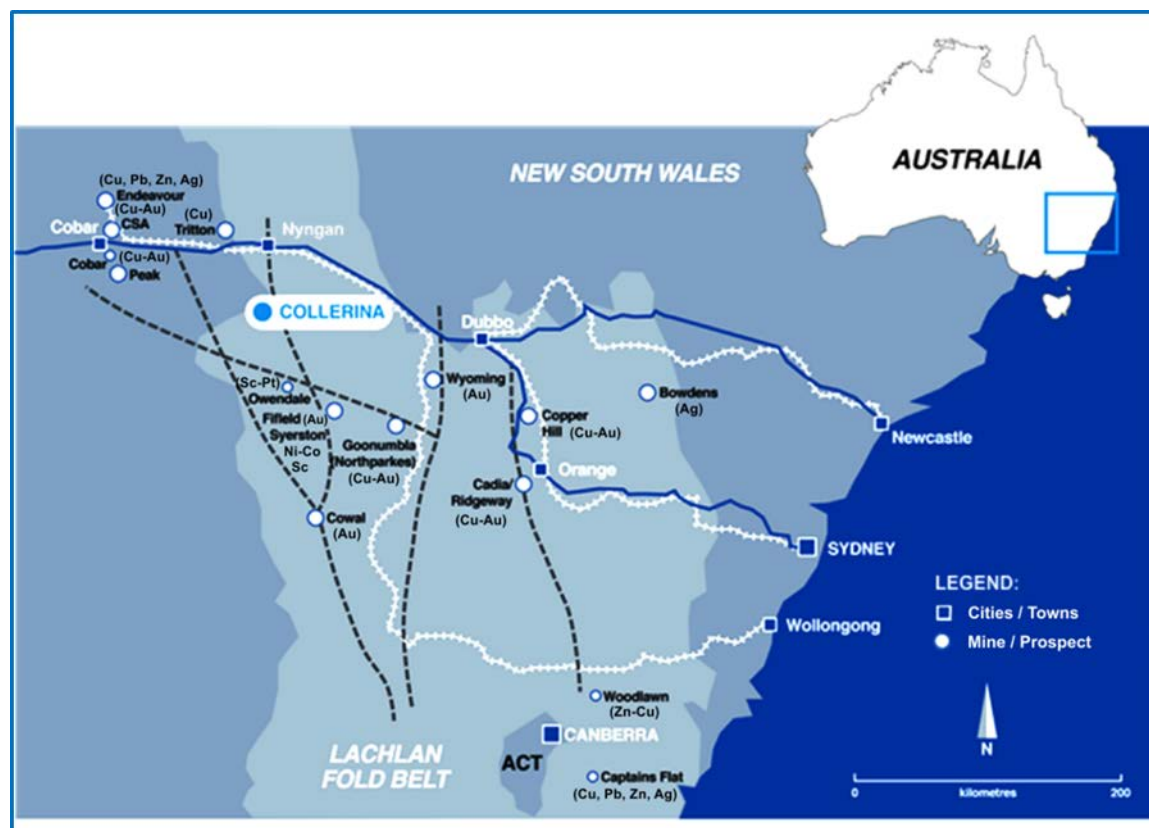 AUSTRALIA
NEW SOUTH WALES
(Cu, Pb, Zn, Ag)
Endeavour
(Cu-Au)
CSA
(Cu)
Tritton
Cobar
Nyngan
Cobar
(Cu-Au)
Peak
COLLERINA
Dubbo
Wyoming
(Au)
Bowdens
(Ag)
(Sc-Pt)
Owendale
Fifield (Au)
Syerston
Ni-Co
Sc
Goonumbla
(Northparkes)
(Cu-Au)
Copper
Hill (Cu-Au)
Newcastle
Orange
Cadia/
Ridgeway
(Cu-Au)
Cowal
(Au)
SYDNEY
LEGEND:
Cities / Towns
Mine / Prospect
Wollongong
Woodlawn
(Zn-Cu)
CANBERRA
LACHLAN
FOLD BELT
ACT
Captains Flat
(Cu, Pb, Zn, Ag)
N
0 kilometres 200